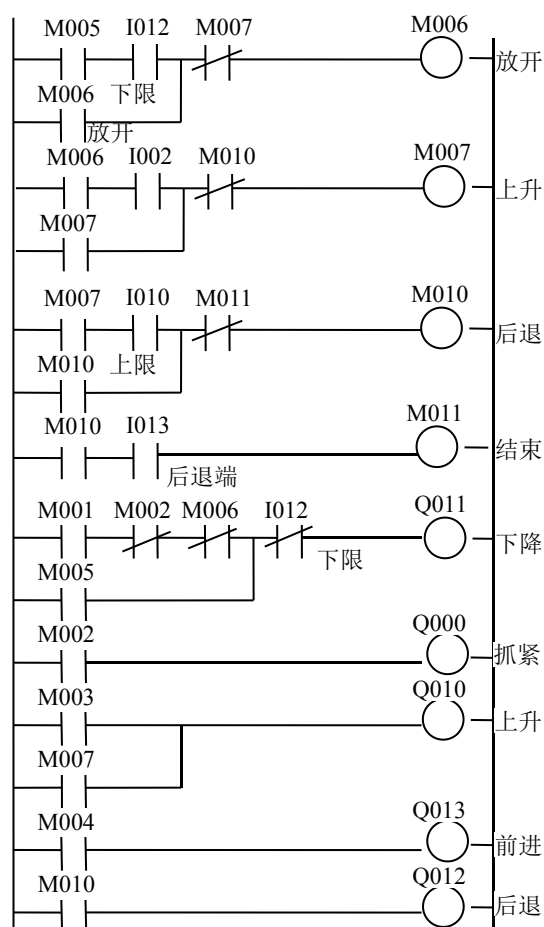 M005 I012 M007 M006
放开
M006 下限
放开
M006 I002 M010 M007
上升
M007
M007 I010 M011 M010
后退
M010 上限
M010 I013 M011
结束
后退端
M001 M002 M006 I012 Q011
下限 下降
M005
M002 Q000
抓紧
M003 Q010
上升
M007
M004 Q013
前进
M010 Q012
后退